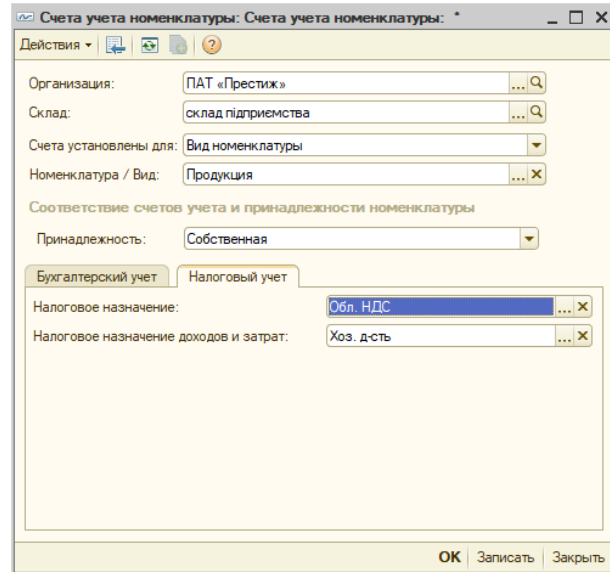 Счета учета номенклатуры: Счета учета номенклатуры: *
Действия
Организация: ПАТ «Престиж»
Склад: склад підприємства
Счета установлены для: Вид номенклатуры
Номенклатура / Вид: Продукция
Соответствие счетов учета и принадлежности номенклатуры
Принадлежность: Собственная
Бухгалтерский учет Налоговый учет
Налоговое назначение: Обл. НДС
Налоговое назначение доходов и затрат: Хоз. д-сть
OK Записать Закрыть